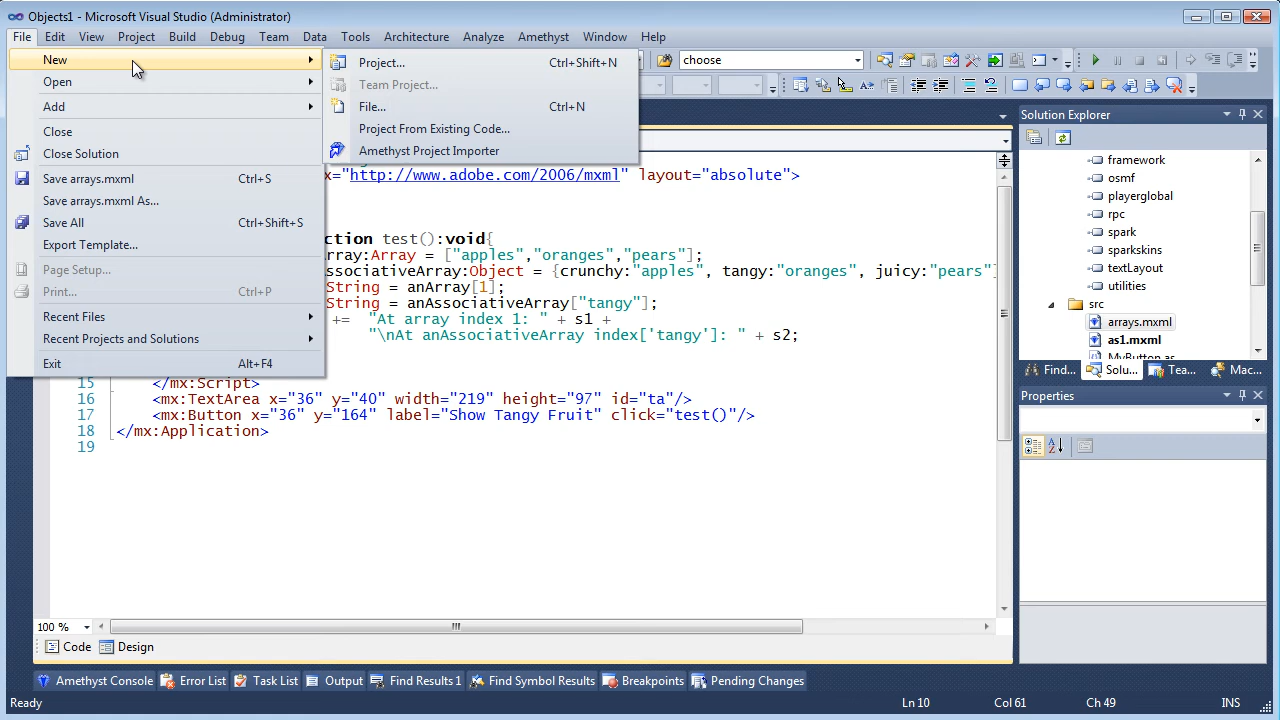 Objects1 - Microsoft Visual Studio (Administrator)
File Edit View Project Build Debug Team Data Tools Architecture Analyze Amethyst Window Help
New
Open
Add
Close
Close Solution
Save arrays.mxml Ctrl+S
Save arrays.mxml As...
Save All Ctrl+Shift+S
Export Template...
Page Setup...
Print... Ctrl+P
Recent Files
Recent Projects and Solutions
Exit Alt+F4
Project... Ctrl+Shift+N
Team Project...
File... Ctrl+N
Project From Existing Code...
Amethyst Project Importer
choose
x="http://www.adobe.com/2006/mxml" layout="absolute">
ction test():void{
rray:Array = ["apples","oranges","pears"];
ssociativeArray:Object = {crunchy:"apples", tangy:"oranges", juicy:"pears"
String = anArray[1];
String = anAssociativeArray["tangy"];
+= "At array index 1: " + s1 +
"\nAt anAssociativeArray index['tangy']: " + s2;
15 </mx:Script>
16 <mx:TextArea x="36" y="40" width="219" height="97" id="ta"/>
17 <mx:Button x="36" y="164" label="Show Tangy Fruit" click="test()"/>
18 </mx:Application>
19
100 %
Code Design
Solution Explorer
framework
osmf
playerglobal
rpc
spark
sparkskins
textLayout
utilities
src
arrays.mxml
as1.mxml
MyButton.as
Find... Solu... Tea... Mac...
Properties
Amethyst Console Error List Task List Output Find Results 1 Find Symbol Results Breakpoints Pending Changes
Ready Ln 10 Col 61 Ch 49 INS